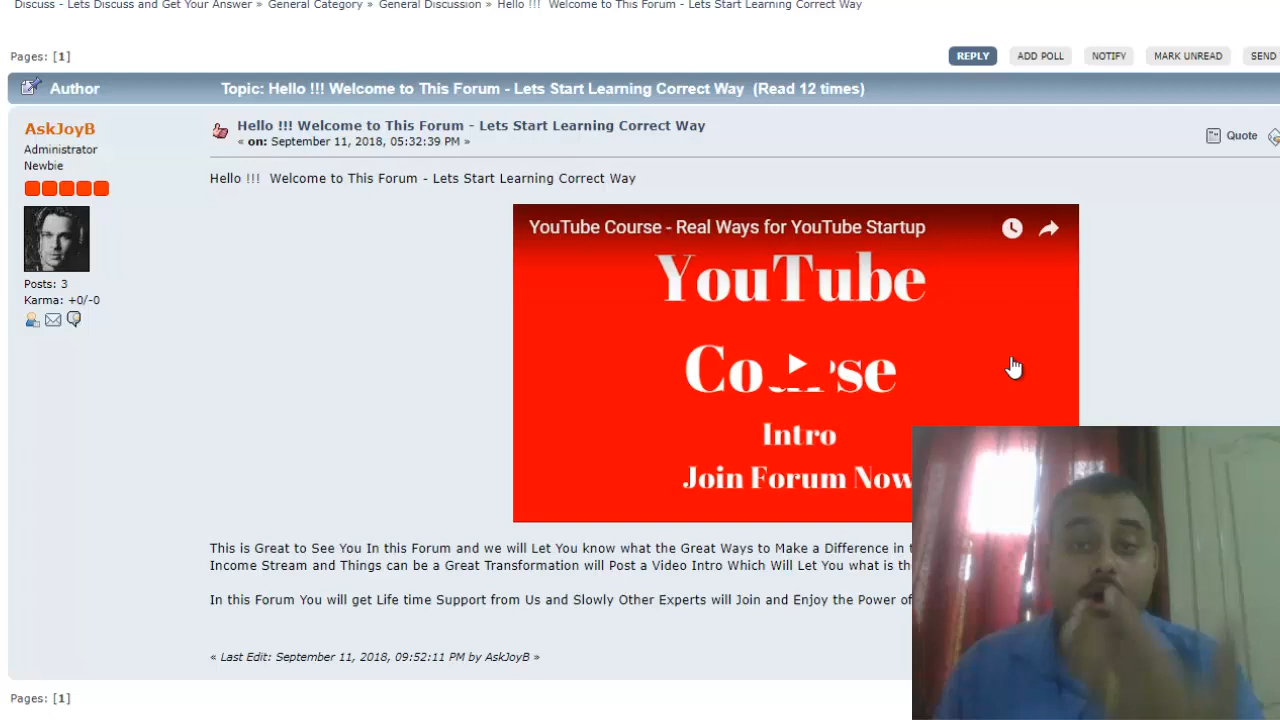 Discuss - Lets Discuss and Get Your Answer » General Category » General Discussion » Hello !!!  Welcome to This Forum - Lets Start Learning Correct Way
Pages: [1]
REPLY ADD POLL NOTIFY MARK UNREAD SEND
Author Topic: Hello !!! Welcome to This Forum - Lets Start Learning Correct Way (Read 12 times)
AskJoyB
Administrator
Newbie
Posts: 3
Karma: +0/-0
Hello !!! Welcome to This Forum - Lets Start Learning Correct Way
« on: September 11, 2018, 05:32:39 PM »
Quote
Hello !!!  Welcome to This Forum - Lets Start Learning Correct Way
YouTube Course - Real Ways for YouTube Startup
YouTube
Course
Intro
Join Forum Now
This is Great to See You In this Forum and we will Let You know what the Great Ways to Make a Difference in
Income Stream and Things can be a Great Transformation will Post a Video Intro Which Will Let You what is the
In this Forum You will get Life time Support from Us and Slowly Other Experts will Join and Enjoy the Power of
« Last Edit: September 11, 2018, 09:52:11 PM by AskJoyB »
Pages: [1]